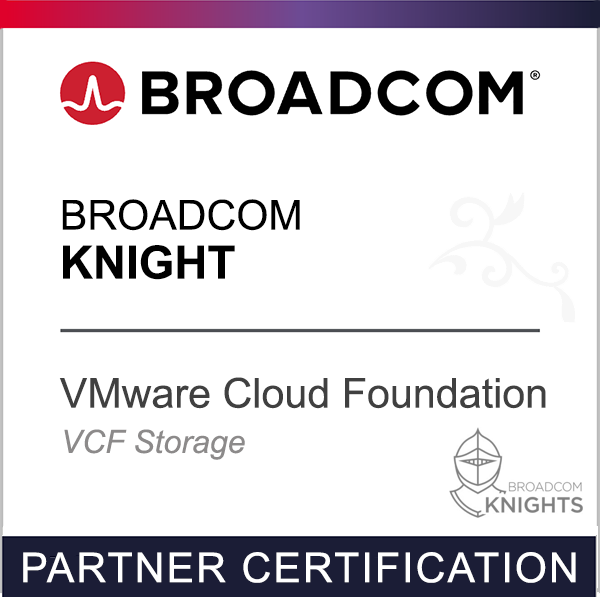 BROADCOM®
BROADCOM
KNIGHT
VMware Cloud Foundation
VCF Storage
BROADCOM
KNIGHTS
PARTNER CERTIFICATION